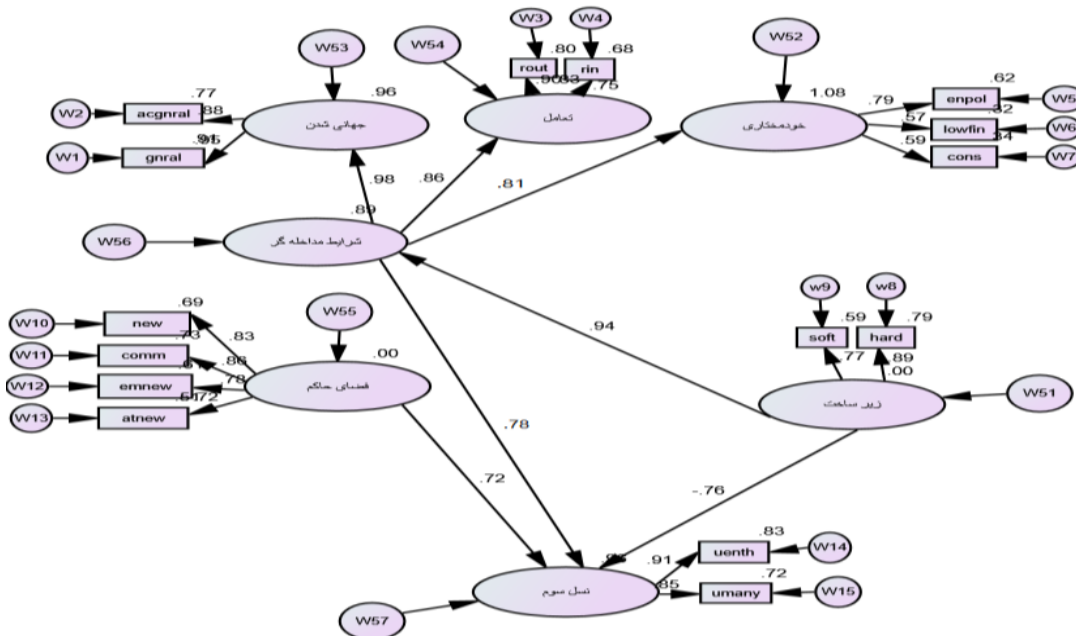 W53
W54
W3
W4
W52
.80
.68
rout
rin
.77
.96
.75
1.08
.79
.62
W2
acgnral
.88
جهانی شدن
تعامل
خودمختاری
enpol
W5
.57
lowfin
W6
W1
gnral
.59
cons
W7
.98
.86
.81
.89
W56
شرایط مداخله گر
W55
.94
w9
w8
.69
W10
new
.83
.59
.79
soft
hard
.73
W11
comm
.86
.00
.77
.89
.00
W12
emnew
.78
فضای حاکم
زیر ساخت
W51
W13
atnew
.72
.78
.72
-.76
.83
uenth
W14
.91
نسل سوم
.85
.72
umany
W15
W57